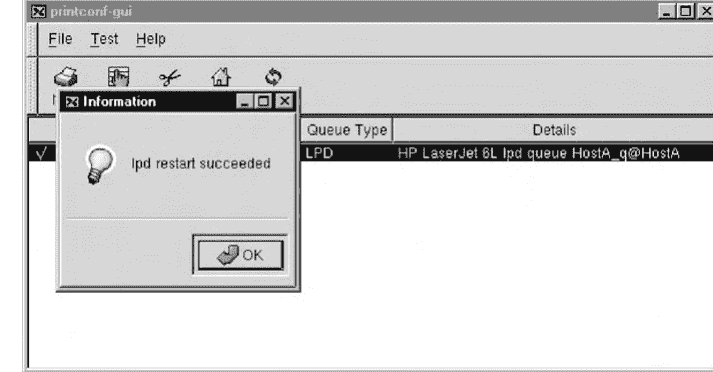 printconf-gui
File Test Help
Information
Queue Type Details
lpd restart succeeded
LPD HP LaserJet 6L lpd queue HostA_q@HostA
OK